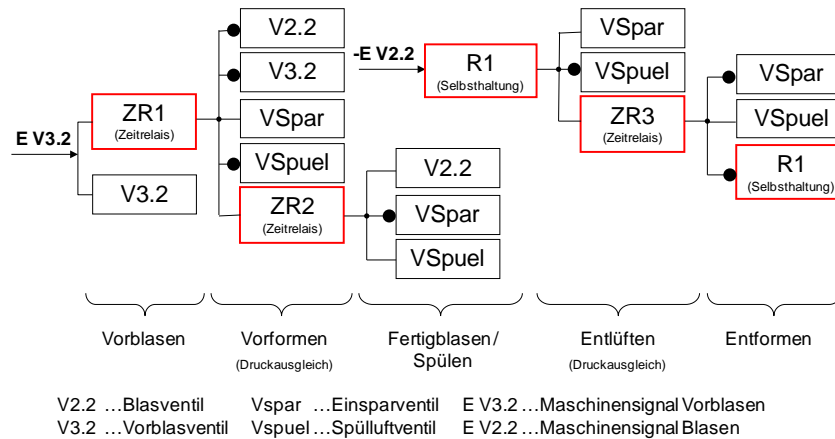 V2.2
V3.2
VSpar
VSpuel
ZR2
(Zeitrelais)
E V3.2
ZR1
(Zeitrelais)
V3.2
V2.2
VSpar
VSpuel
-E V2.2
R1
(Selbsthaltung)
VSpar
VSpuel
ZR3
(Zeitrelais)
VSpar
VSpuel
R1
(Selbsthaltung)
Vorblasen
Vorformen
(Druckausgleich)
Fertigblasen/
Spülen
Entlüften
(Druckausgleich)
Entformen
V2.2 ...Blasventil Vspar ...Einsparventil E V3.2 ...Maschinensignal Vorblasen
V3.2 ...Vorblasventil Vspuel ...Spülluftventil E V2.2 ...Maschinensignal Blasen